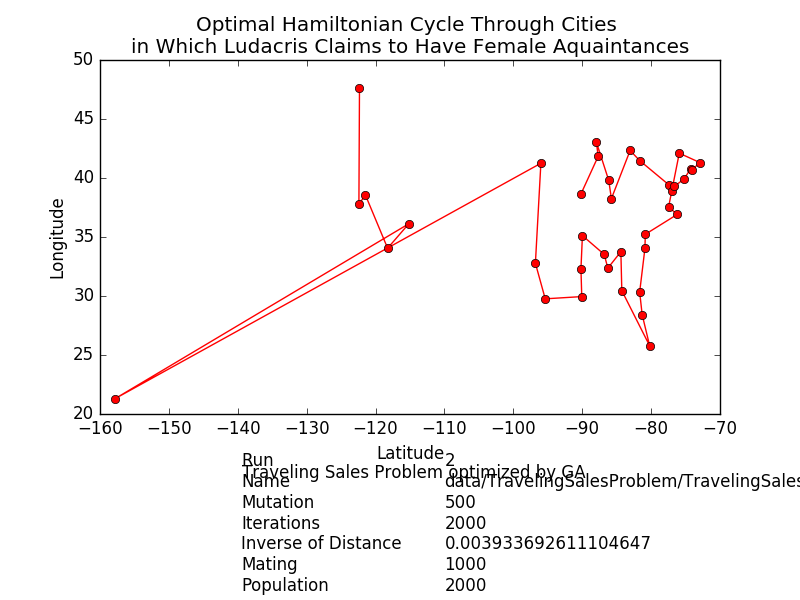 Optimal Hamiltonian Cycle Through Cities
in Which Ludacris Claims to Have Female Aquaintances
50
45
40
35
30
25
20
Longitude
−160 −150 −140 −130 −120 −110 −100 −90 −80 −70
Latitude
Run 2
Traveling Sales Problem optimized by GA
Name data/TravelingSalesProblem/TravelingSales
Mutation 500
Iterations 2000
Inverse of Distance 0.003933692611104647
Mating 1000
Population 2000